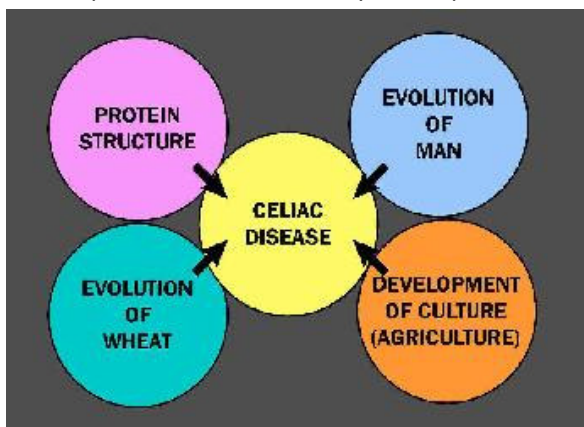 PROTEIN
STRUCTURE
EVOLUTION
OF
MAN
CELIAC
DISEASE
EVOLUTION
OF
WHEAT
DEVELOPMENT
OF CULTURE
(AGRICULTURE)